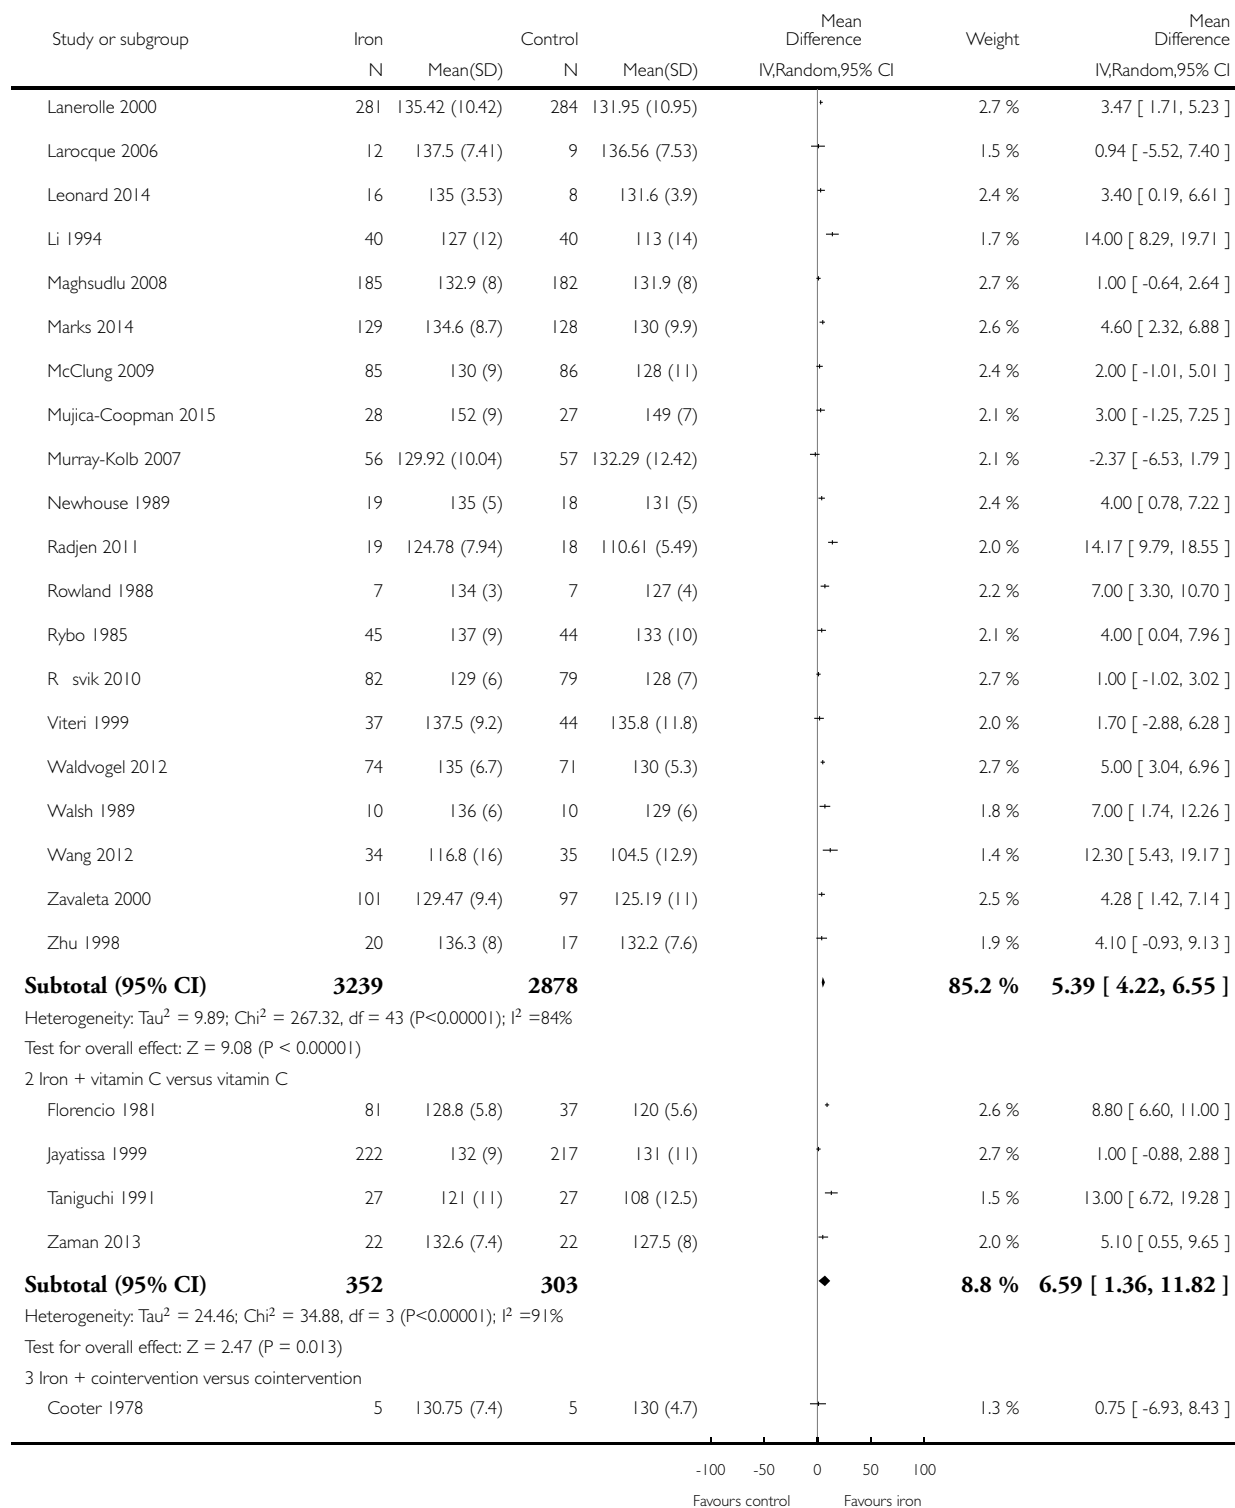 Study or subgroup Iron Control Mean Difference Weight Mean Difference
N Mean(SD) N Mean(SD) IV,Random,95% CI IV,Random,95% CI
Lanerolle 2000 281 135.42 (10.42) 284 131.95 (10.95) 2.7 % 3.47 [ 1.71, 5.23 ]
Larocque 2006 12 137.5 (7.41) 9 136.56 (7.53) 1.5 % 0.94 [ -5.52, 7.40 ]
Leonard 2014 16 135 (3.53) 8 131.6 (3.9) 2.4 % 3.40 [ 0.19, 6.61 ]
Li 1994 40 127 (12) 40 113 (14) 1.7 % 14.00 [ 8.29, 19.71 ]
Maghsudlu 2008 185 132.9 (8) 182 131.9 (8) 2.7 % 1.00 [ -0.64, 2.64 ]
Marks 2014 129 134.6 (8.7) 128 130 (9.9) 2.6 % 4.60 [ 2.32, 6.88 ]
McClung 2009 85 130 (9) 86 128 (11) 2.4 % 2.00 [ -1.01, 5.01 ]
Mujica-Coopman 2015 28 152 (9) 27 149 (7) 2.1 % 3.00 [ -1.25, 7.25 ]
Murray-Kolb 2007 56 129.92 (10.04) 57 132.29 (12.42) 2.1 % -2.37 [ -6.53, 1.79 ]
Newhouse 1989 19 135 (5) 18 131 (5) 2.4 % 4.00 [ 0.78, 7.22 ]
Radjen 2011 19 124.78 (7.94) 18 110.61 (5.49) 2.0 % 14.17 [ 9.79, 18.55 ]
Rowland 1988 7 134 (3) 7 127 (4) 2.2 % 7.00 [ 3.30, 10.70 ]
Rybo 1985 45 137 (9) 44 133 (10) 2.1 % 4.00 [ 0.04, 7.96 ]
R svik 2010 82 129 (6) 79 128 (7) 2.7 % 1.00 [ -1.02, 3.02 ]
Viteri 1999 37 137.5 (9.2) 44 135.8 (11.8) 2.0 % 1.70 [ -2.88, 6.28 ]
Waldvogel 2012 74 135 (6.7) 71 130 (5.3) 2.7 % 5.00 [ 3.04, 6.96 ]
Walsh 1989 10 136 (6) 10 129 (6) 1.8 % 7.00 [ 1.74, 12.26 ]
Wang 2012 34 116.8 (16) 35 104.5 (12.9) 1.4 % 12.30 [ 5.43, 19.17 ]
Zavaleta 2000 101 129.47 (9.4) 97 125.19 (11) 2.5 % 4.28 [ 1.42, 7.14 ]
Zhu 1998 20 136.3 (8) 17 132.2 (7.6) 1.9 % 4.10 [ -0.93, 9.13 ]
Subtotal (95% CI) 3239 2878 85.2 % 5.39 [ 4.22, 6.55 ]
Heterogeneity: Tau² = 9.89; Chi² = 267.32, df = 43 (P<0.00001); I² =84%
Test for overall effect: Z = 9.08 (P < 0.00001)
2 Iron + vitamin C versus vitamin C
Florencio 1981 81 128.8 (5.8) 37 120 (5.6) 2.6 % 8.80 [ 6.60, 11.00 ]
Jayatissa 1999 222 132 (9) 217 131 (11) 2.7 % 1.00 [ -0.88, 2.88 ]
Taniguchi 1991 27 121 (11) 27 108 (12.5) 1.5 % 13.00 [ 6.72, 19.28 ]
Zaman 2013 22 132.6 (7.4) 22 127.5 (8) 2.0 % 5.10 [ 0.55, 9.65 ]
Subtotal (95% CI) 352 303 8.8 % 6.59 [ 1.36, 11.82 ]
Heterogeneity: Tau² = 24.46; Chi² = 34.88, df = 3 (P<0.00001); I² =91%
Test for overall effect: Z = 2.47 (P = 0.013)
3 Iron + cointervention versus cointervention
Cooter 1978 5 130.75 (7.4) 5 130 (4.7) 1.3 % 0.75 [ -6.93, 8.43 ]
-100 -50 0 50 100
Favours control Favours iron